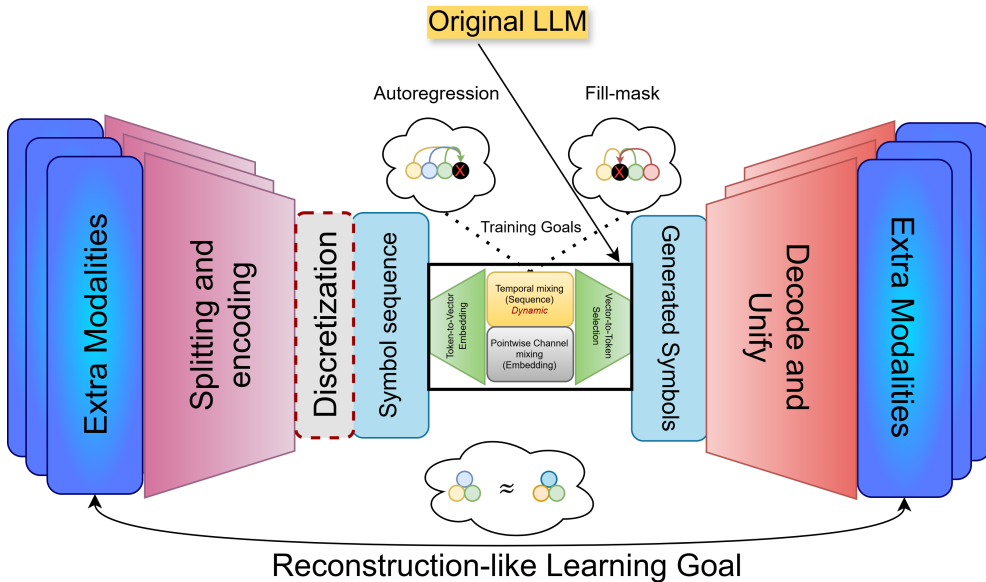 Original LLM
Autoregression
Fill-mask
X
X
Training Goals
Extra Modalities
Splitting and
encoding
Discretization
Symbol sequence
Token-to-Vector
Embedding
Temporal mixing
(Sequence)
Dynamic
Pointwise Channel
mixing
(Embedding)
Vector-to-Token
Selection
Generated Symbols
Decode and
Unify
Extra Modalities
≈
Reconstruction-like Learning Goal